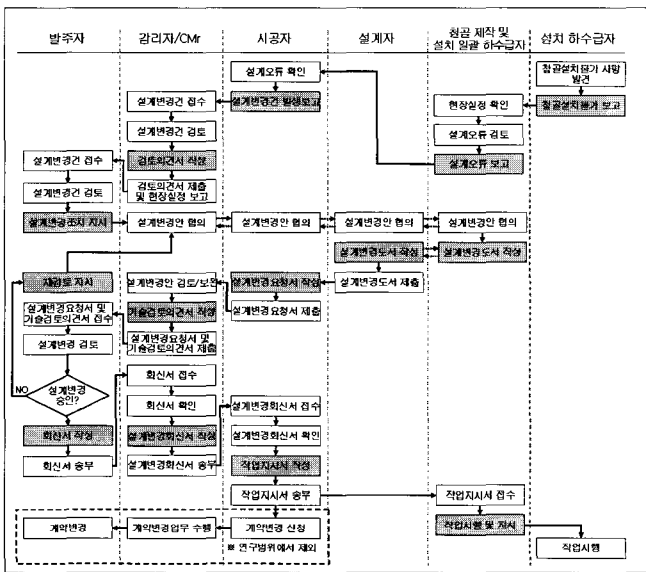 발주자
감리자/CMr
시공자
설계자
철골 제작 및
설치 일괄 하수급자
설치 하수급자
설계오류 확인
철골설치불가 사항
발견
설계변경건 접수
설계변경건 발생보고
현장실정 확인
철골설치불가 보고
설계변경건 검토
설계오류 검토
설계변경건 접수
검토의견서 작성
설계오류 보고
설계변경건 검토
검토의견서 제출
및 현장실정 보고
설계변경조치 지시
설계변경안 협의
설계변경안 협의
설계변경안 협의
설계변경안 협의
설계변경도서 작성
설계변경도서 작성
재검토 지시
설계변경안 검토/보완
설계변경요청서 작성
설계변경도서 제출
설계변경요청서 및
기술검토의견서 접수
기술검토의견서 작성
설계변경요청서 제출
설계변경 검토
설계변경요청서 및
기술검토의견서 제출
NO
설계변경
승인?
회신서 접수
회신서 확인
설계변경회신서 접수
회신서 작성
설계변경회신서 작성
설계변경회신서 확인
회신서 송부
설계변경회신서 송부
작업지시서 작성
작업지시서 송부
작업지시서 접수
계약변경
계약변경업무 수행
계약변경 신청
작업시행 및 지시
※ 연구범위에서 제외
작업시행